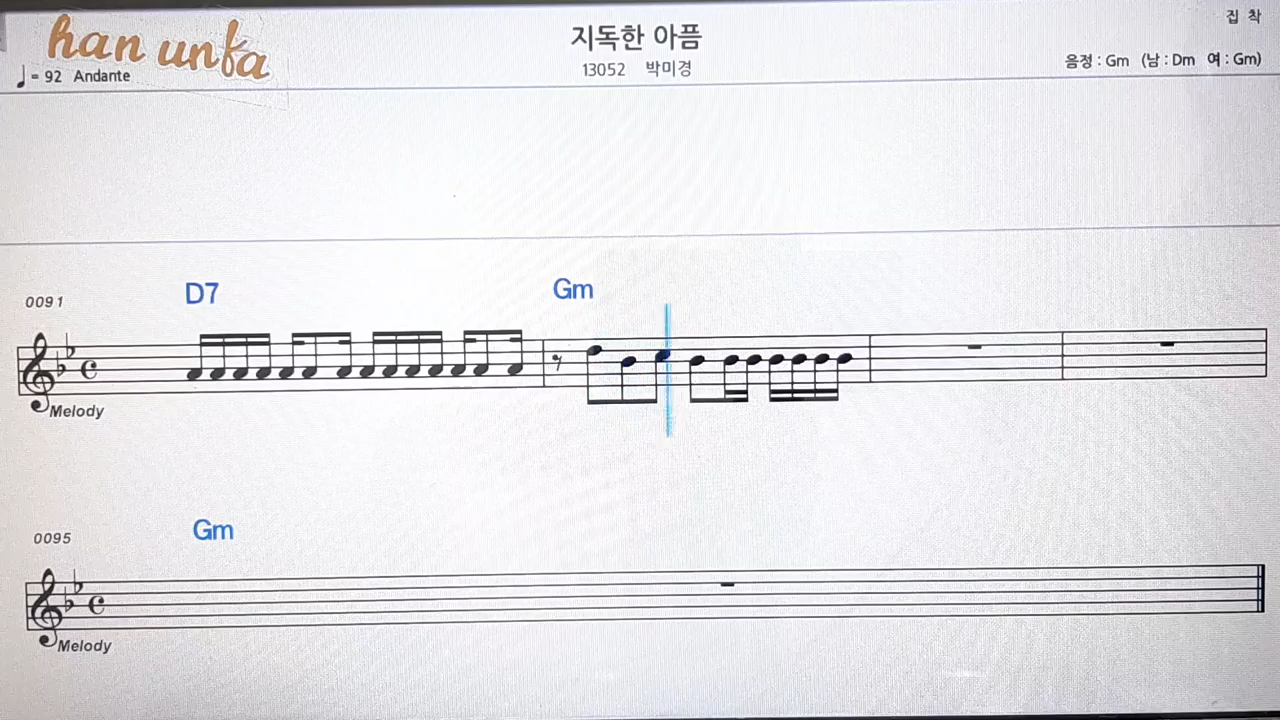 han unfa
집 착
지독한 아픔
♩= 92 Andante
13052 박미경
음정 : Gm (남 : Dm 여 : Gm)
D7 Gm
0091
Melody
Gm
0095
Melody